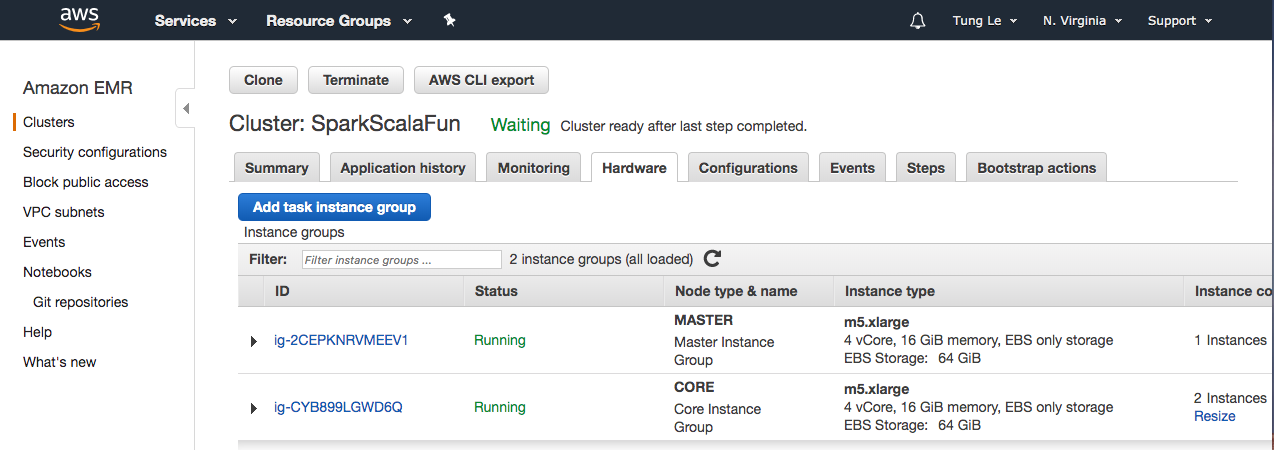 aws Services Resource Groups Tung Le N. Virginia Support
Amazon EMR
Clusters
Security configurations
Block public access
VPC subnets
Events
Notebooks
Git repositories
Help
What's new
Clone Terminate AWS CLI export
Cluster: SparkScalaFun Waiting Cluster ready after last step completed.
Summary Application history Monitoring Hardware Configurations Events Steps Bootstrap actions
Add task instance group
Instance groups
Filter: Filter instance groups ... 2 instance groups (all loaded)
ID Status Node type & name Instance type Instance co
ig-2CEPKNRVMEEV1 Running MASTER
Master Instance
Group
m5.xlarge
4 vCore, 16 GiB memory, EBS only storage
EBS Storage: 64 GiB
1 Instances
ig-CYB899LGWD6Q Running CORE
Core Instance
Group
m5.xlarge
4 vCore, 16 GiB memory, EBS only storage
EBS Storage: 64 GiB
2 Instances
Resize